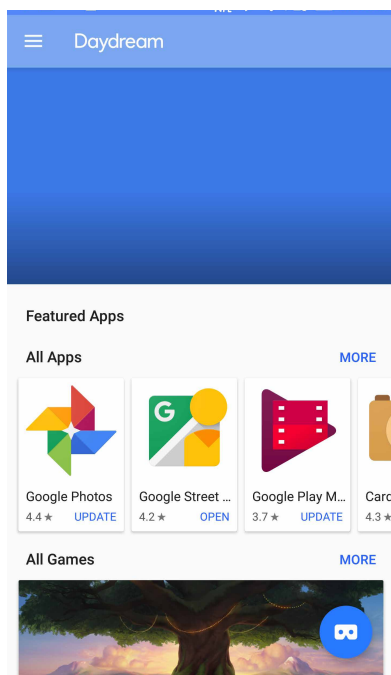 Daydream
Featured Apps
All Apps MORE
G
Google Photos Google Street ... Google Play M...
4.4 ★ UPDATE 4.2 ★ OPEN 3.7 ★ UPDATE 4.3 ★
All Games MORE